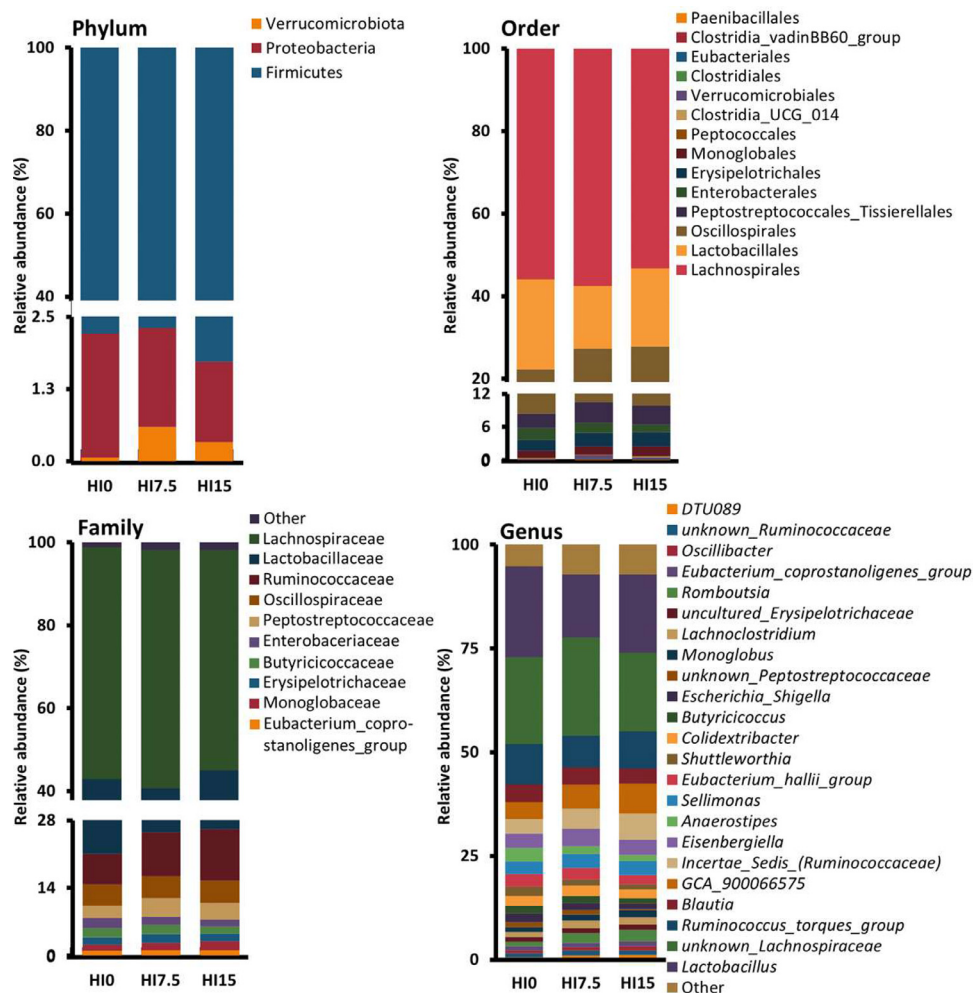 Phylum
Verrucomicrobiota
Proteobacteria
Firmicutes
Relative abundance (%)
100
80
60
40
2.5
1.3
0.0
HI0
HI7.5
HI15
Order
Paenibacillales
Clostridia_vadinBB60_group
Eubacteriales
Clostridiales
Verrucomicrobiales
Clostridia_UCG_014
Peptococcales
Monoglobales
Erysipelotrichales
Enterobacterales
Peptostreptococcales_Tissierellales
Oscillospirales
Lactobacillales
Lachnospirales
Relative abundance (%)
100
80
60
40
20
12
6
0
HI0
HI7.5
HI15
Family
Other
Lachnospiraceae
Lactobacillaceae
Ruminococcaceae
Oscillospiraceae
Peptostreptococcaceae
Enterobaceriaceae
Butyricicoccaceae
Erysipelotrichaceae
Monoglobaceae
Eubacterium_copro-
stanoligenes_group
Relative abundance (%)
100
80
60
40
28
14
0
HI0
HI7.5
HI15
Genus
DTU089
unknown_Ruminococcaceae
Oscillibacter
Eubacterium_coprostanoligenes_group
Romboutsia
uncultured_Erysipelotrichaceae
Lachnoclostridium
Monoglobus
unknown_Peptostreptococcaceae
Escherichia_Shigella
Butyricicoccus
Colidextribacter
Shuttleworthia
Eubacterium_hallii_group
Sellimonas
Anaerostipes
Eisenbergiella
Incertae_Sedis_(Ruminococcaceae)
GCA_900066575
Blautia
Ruminococcus_torques_group
unknown_Lachnospiraceae
Lactobacillus
Other
Relative abundance (%)
100
75
50
25
0
HI0
HI7.5
HI15